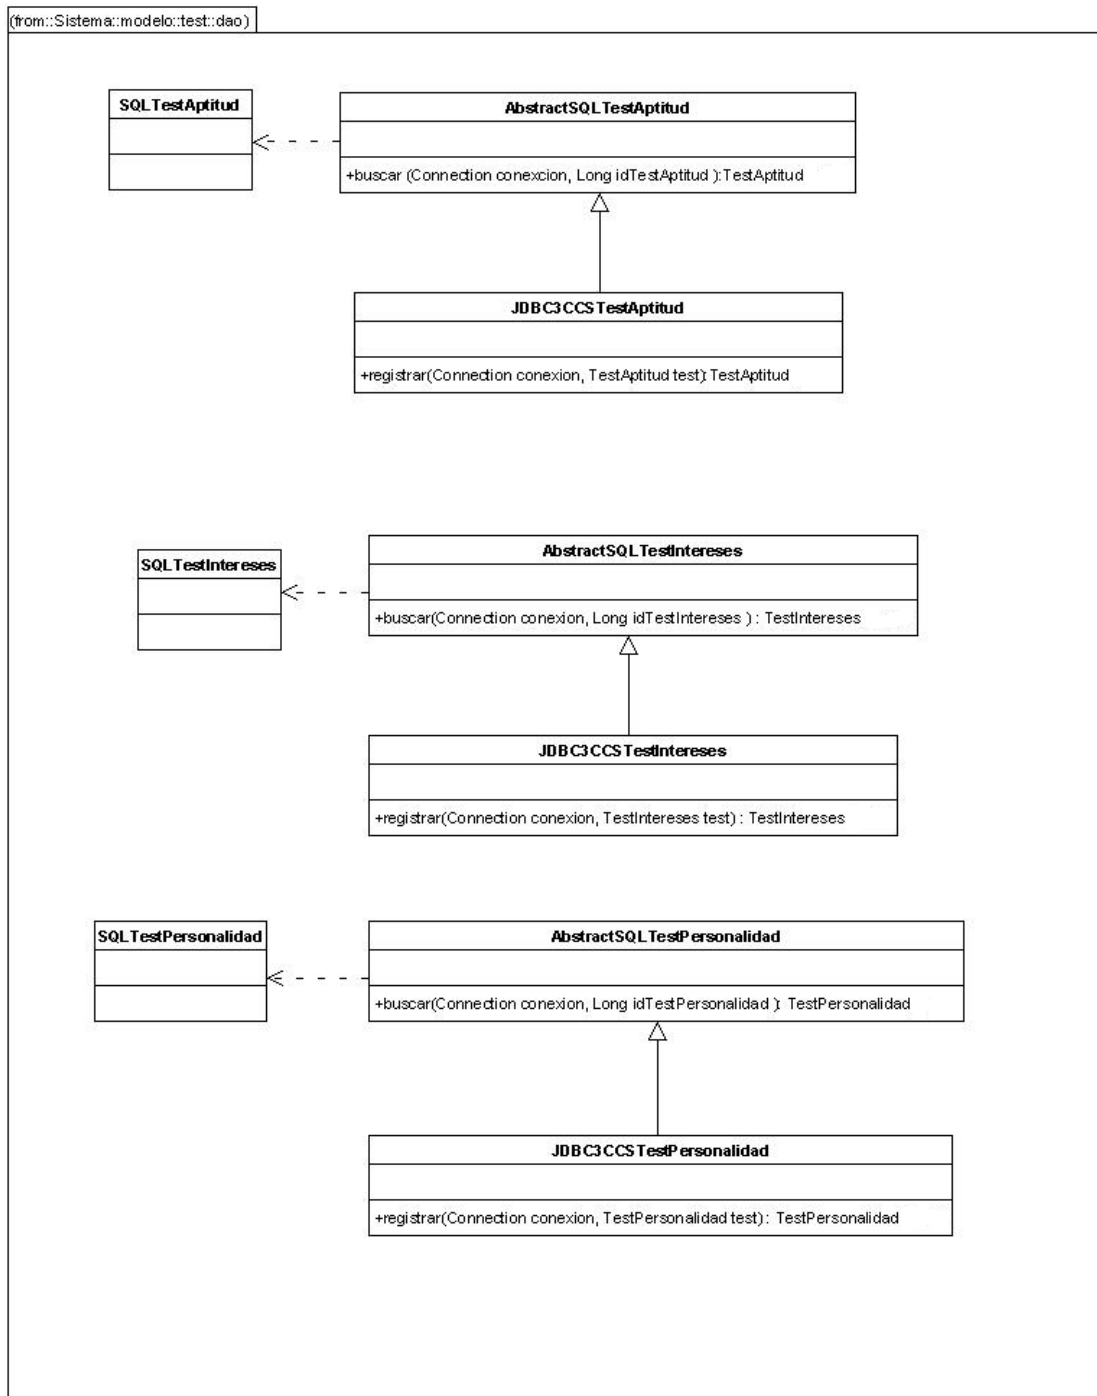 (from::Sistema::modelo::test::dao)
SQLTestAptitud
AbstractSQLTestAptitud
+buscar (Connection conexcion, Long idTestAptitud ):TestAptitud
JDBC3CCSTestAptitud
+registrar(Connection conexion, TestAptitud test):TestAptitud
SQLTestIntereses
AbstractSQLTestIntereses
+buscar(Connection conexion, Long idTestIntereses ) : TestIntereses
JDBC3CCSTestIntereses
+registrar(Connection conexion, TestIntereses test) : TestIntereses
SQLTestPersonalidad
AbstractSQLTestPersonalidad
+buscar(Connection conexion, Long idTestPersonalidad ): TestPersonalidad
JDBC3CCSTestPersonalidad
+registrar(Connection conexion, TestPersonalidad test) : TestPersonalidad